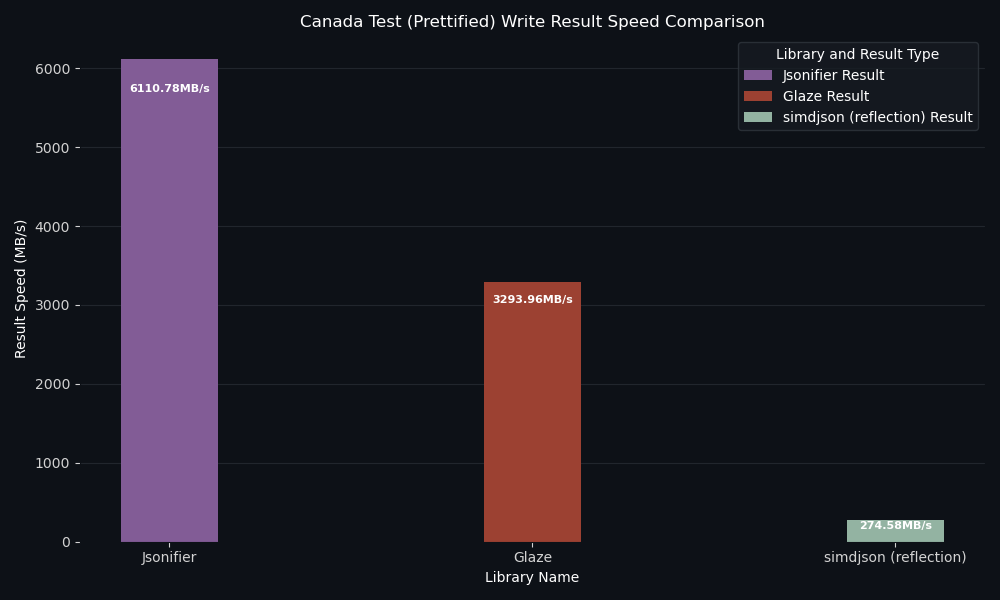 Canada Test (Prettified) Write Result Speed Comparison
Library and Result Type
Jsonifier Result
Glaze Result
simdjson (reflection) Result
Result Speed (MB/s)
6000
5000
4000
3000
2000
1000
0
6110.78MB/s
3293.96MB/s
274.58MB/s
Jsonifier
Glaze
simdjson (reflection)
Library Name